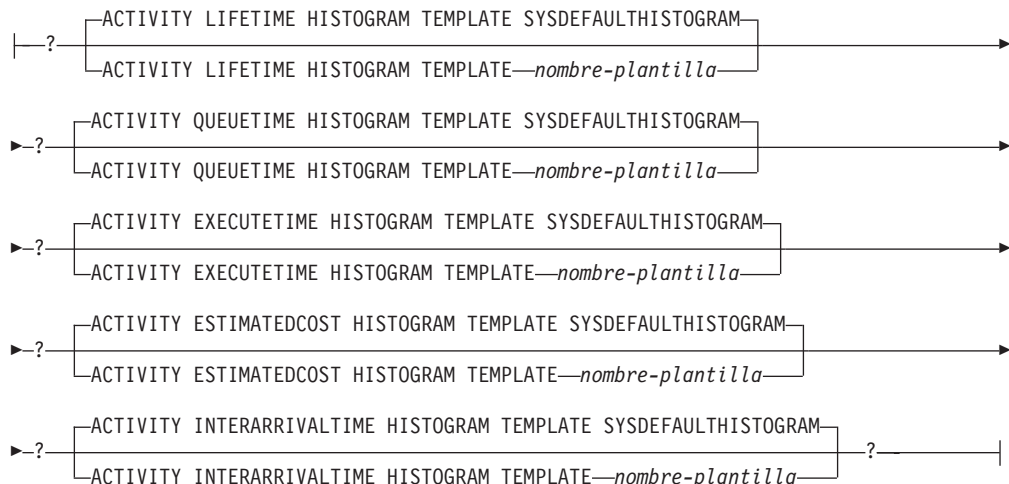 ACTIVITY LIFETIME HISTOGRAM TEMPLATE SYSDEFAULTHISTOGRAM
?
ACTIVITY LIFETIME HISTOGRAM TEMPLATE nombre-plantilla
ACTIVITY QUEUETIME HISTOGRAM TEMPLATE SYSDEFAULTHISTOGRAM
?
ACTIVITY QUEUETIME HISTOGRAM TEMPLATE nombre-plantilla
ACTIVITY EXECUTETIME HISTOGRAM TEMPLATE SYSDEFAULTHISTOGRAM
?
ACTIVITY EXECUTETIME HISTOGRAM TEMPLATE nombre-plantilla
ACTIVITY ESTIMATEDCOST HISTOGRAM TEMPLATE SYSDEFAULTHISTOGRAM
?
ACTIVITY ESTIMATEDCOST HISTOGRAM TEMPLATE nombre-plantilla
ACTIVITY INTERARRIVALTIME HISTOGRAM TEMPLATE SYSDEFAULTHISTOGRAM
? ?
ACTIVITY INTERARRIVALTIME HISTOGRAM TEMPLATE nombre-plantilla